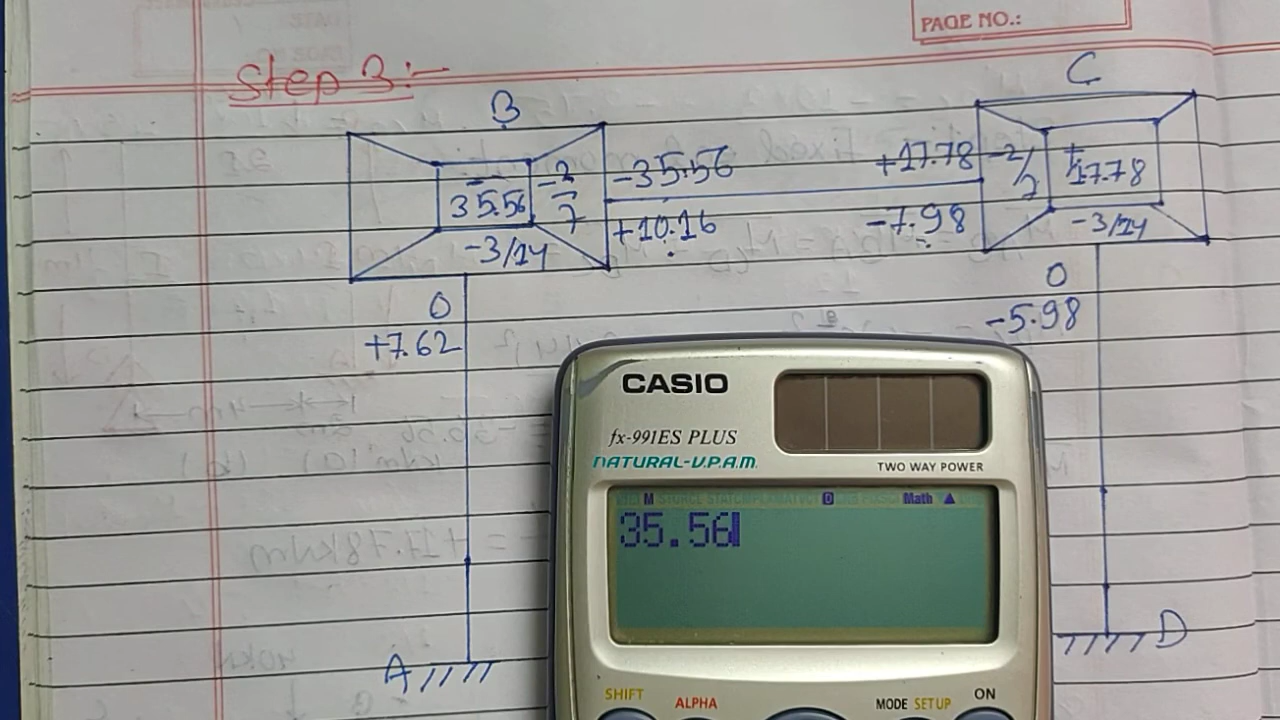 PAGE NO.:
Step 3:-
B
C
- 35.56
-2/7
-35.56
+17.78
-2/7
+ 17.78
-3/14
+10.16
-7.98
-3/14
0
+7.62
0
-5.98
CASIO
fx-991ES PLUS
NATURAL-V.P.A.M.
TWO WAY POWER
M D Math ▲
35.56
A
D
SHIFT
ALPHA
MODE SETUP
ON